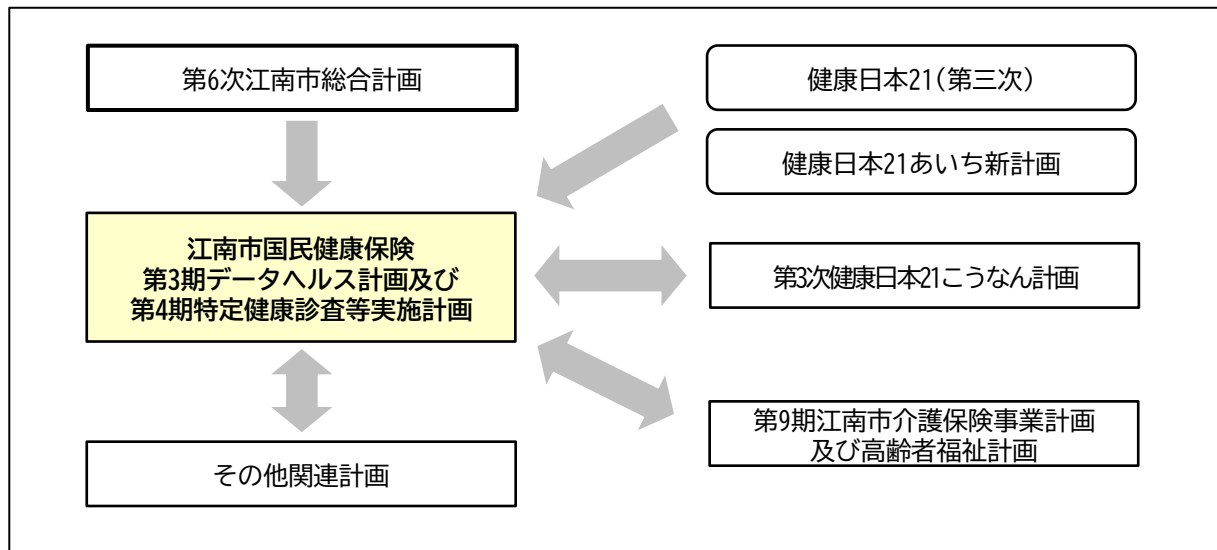 第6次江南市総合計画
健康日本21(第三次)
健康日本21あいち新計画
江南市国民健康保険
第3期データヘルス計画及び
第4期特定健康診査等実施計画
第3次健康日本21こうなん計画
その他関連計画
第9期江南市介護保険事業計画
及び高齢者福祉計画